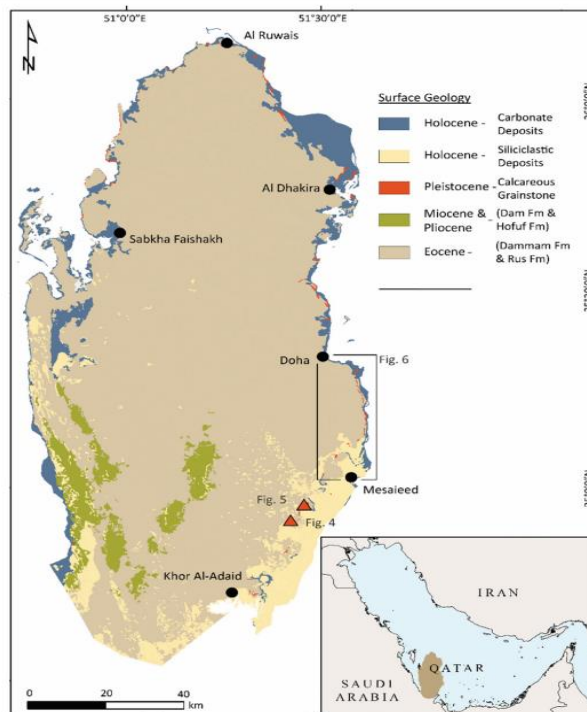 51°0'0"E
51°30'0"E
N
Al Ruwais
Surface Geology
Holocene - Carbonate
Deposits
Holocene - Siliciclastic
Deposits
Pleistocene - Calcareous
Grainstone
Miocene & - (Dam Fm &
Pliocene Hofuf Fm)
Eocene - (Dammam Fm
& Rus Fm)
Al Dhakira
Sabkha Faishakh
Doha
Fig. 6
Mesaieed
Fig. 5
Fig. 4
Khor Al-Adaid
IRAN
QATAR
SAUDI
ARABIA
0 20 40
km